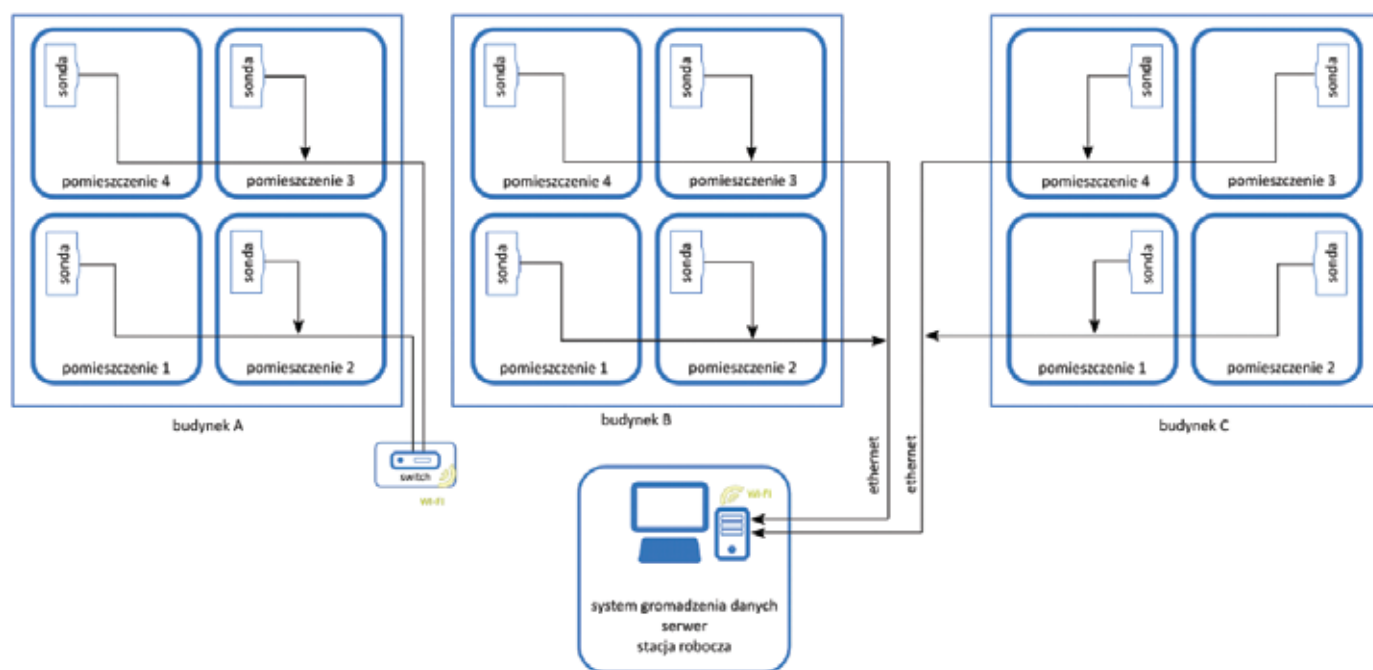 sonda
sonda
pomieszczenie 4
pomieszczenie 3
sonda
sonda
pomieszczenie 1
pomieszczenie 2
budynek A
switch
Wi-Fi
sonda
sonda
pomieszczenie 4
pomieszczenie 3
sonda
sonda
pomieszczenie 1
pomieszczenie 2
budynek B
sonda
sonda
pomieszczenie 4
pomieszczenie 3
sonda
sonda
pomieszczenie 1
pomieszczenie 2
budynek C
ethernet
ethernet
Wi-Fi
system gromadzenia danych
serwer
stacja robocza